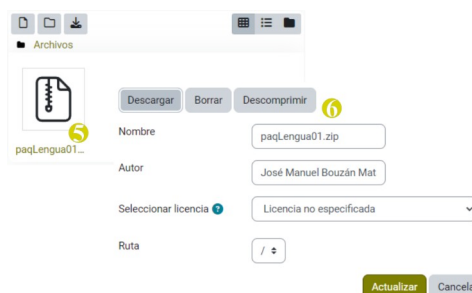 Archivos
5
paqLengua01...
Descargar Borrar Descomprimir
6
Nombre paqLengua01.zip
Autor José Manuel Bouzán Mat
Seleccionar licencia ? Licencia no especificada
Ruta /
Actualizar Cancela